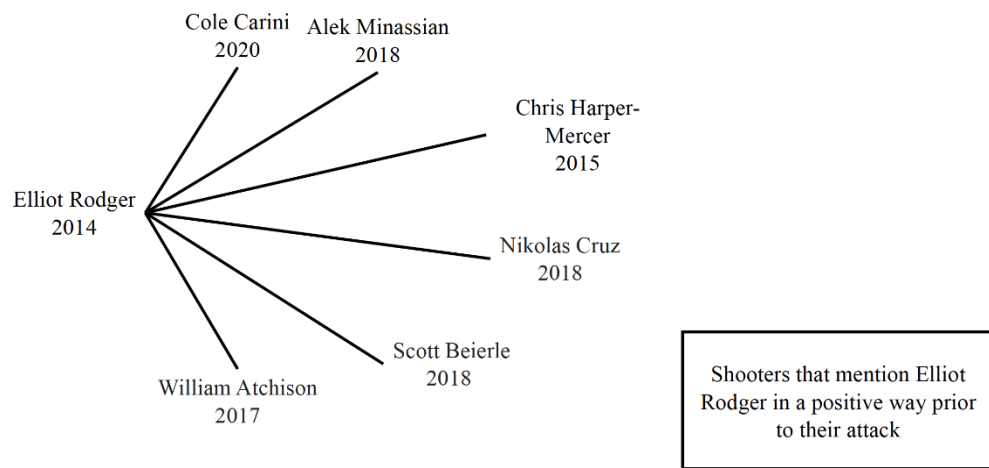 Cole Carini
2020
Alek Minassian
2018
Chris Harper-
Mercer
2015
Elliot Rodger
2014
Nikolas Cruz
2018
Scott Beierle
2018
William Atchison
2017
Shooters that mention Elliot
Rodger in a positive way prior
to their attack